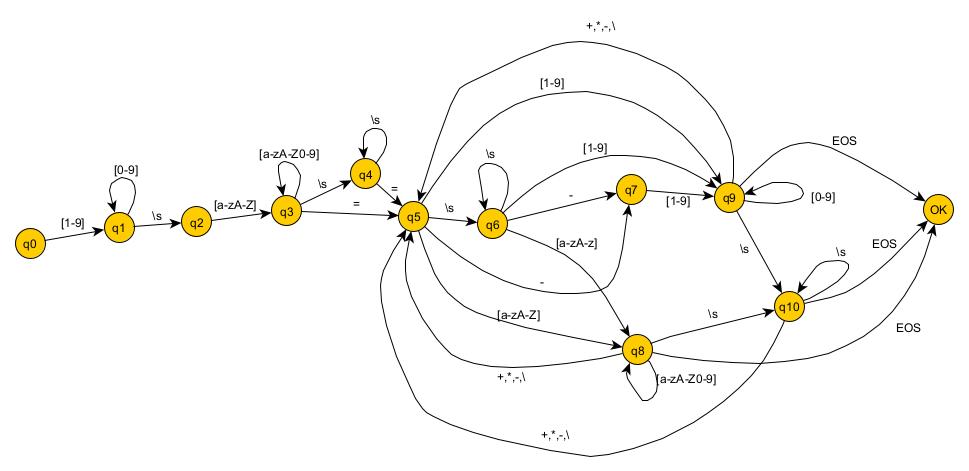 +,*,-,\
[1-9]
\s
[a-zA-Z0-9]
\s
[1-9]
EOS
[0-9]
\s
q4
=
-
q7
[1-9]
[0-9]
[1-9]
\s
[a-zA-Z]
q3
=
q5
\s
q6
q9
OK
q0
q1
q2
[a-zA-z]
\s
EOS
\s
-
q10
[a-zA-Z]
\s
EOS
q8
+,*,-,\
[a-zA-Z0-9]
+,*,-,\